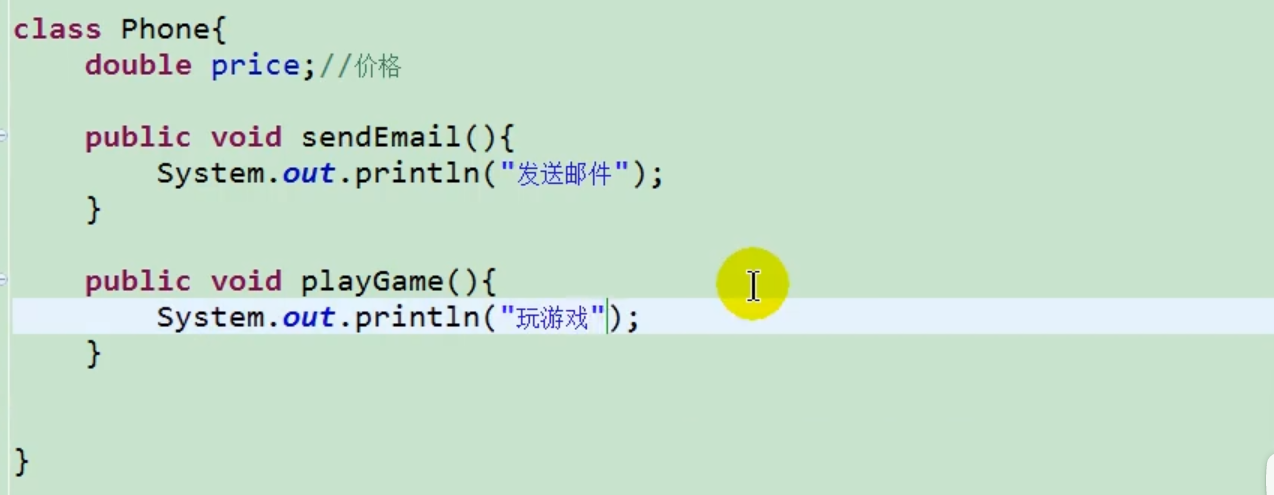 class Phone{
    double price;//价格
    public void sendEmail(){
        System.out.println("发送邮件");
    }
    public void playGame(){
        System.out.println("玩游戏");
    }
}